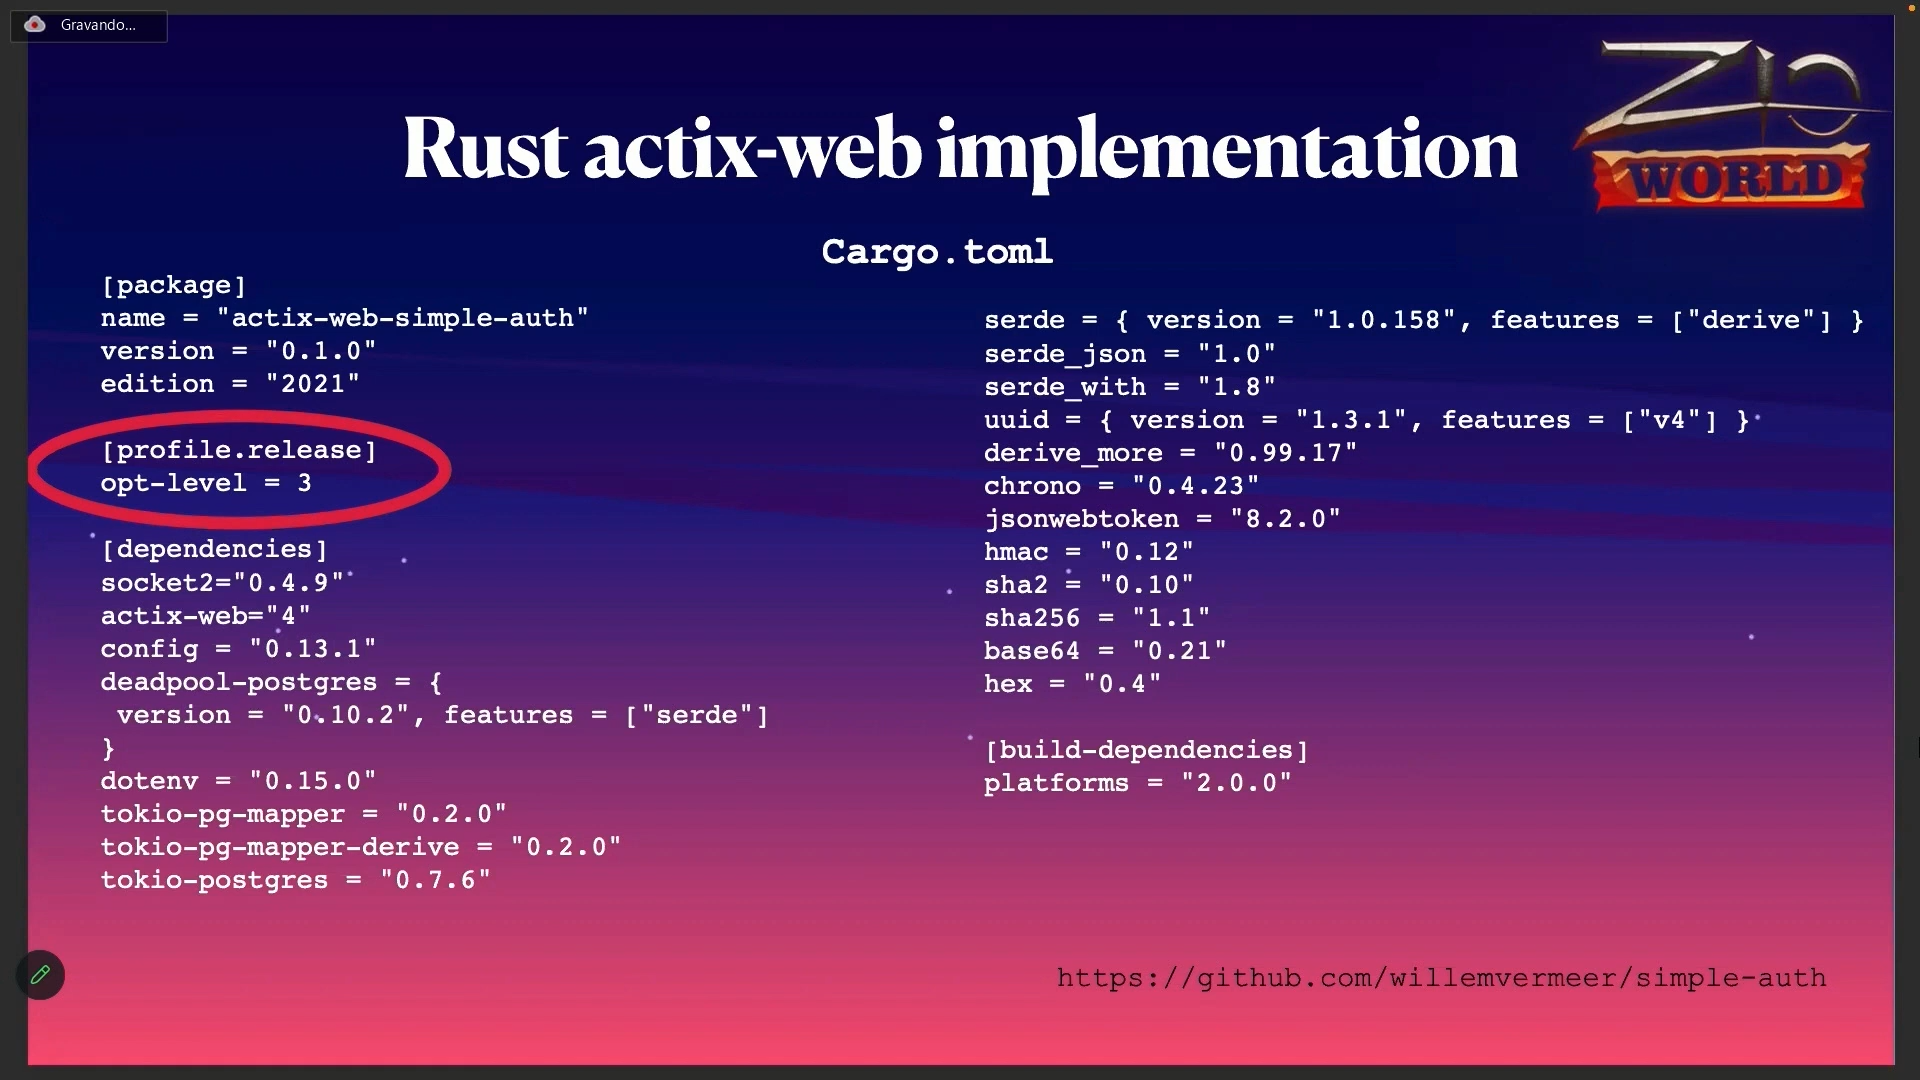 Gravando...
ZIO
WORLD
Rust actix-web implementation
Cargo.toml
[package]
name = "actix-web-simple-auth"
version = "0.1.0"
edition = "2021"
[profile.release]
opt-level = 3
[dependencies]
socket2="0.4.9"
actix-web="4"
config = "0.13.1"
deadpool-postgres = {
version = "0.10.2", features = ["serde"]
}
dotenv = "0.15.0"
tokio-pg-mapper = "0.2.0"
tokio-pg-mapper-derive = "0.2.0"
tokio-postgres = "0.7.6"
serde = { version = "1.0.158", features = ["derive"] }
serde_json = "1.0"
serde_with = "1.8"
uuid = { version = "1.3.1", features = ["v4"] }
derive_more = "0.99.17"
chrono = "0.4.23"
jsonwebtoken = "8.2.0"
hmac = "0.12"
sha2 = "0.10"
sha256 = "1.1"
base64 = "0.21"
hex = "0.4"
[build-dependencies]
platforms = "2.0.0"
https://github.com/willemvermeer/simple-auth